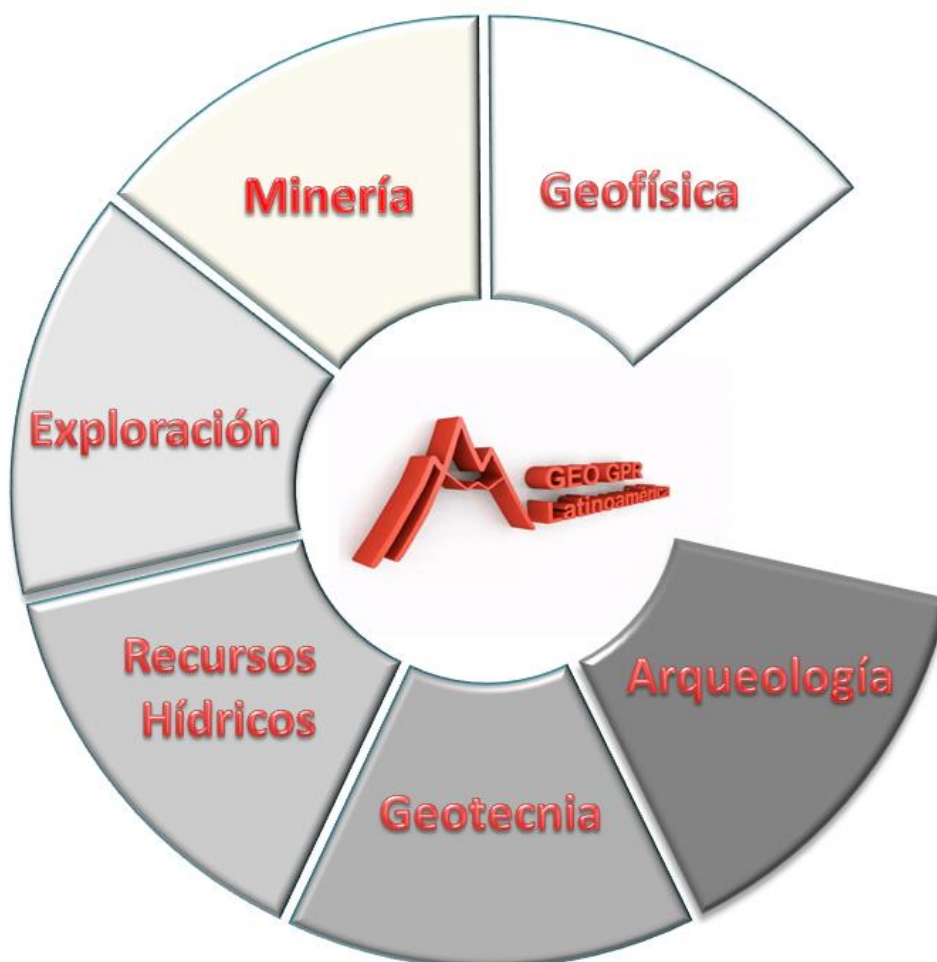 Minería
Geofísica
Exploración
GEO GPR
Latinoamérica
Recursos
Hídricos
Arqueología
Geotecnia